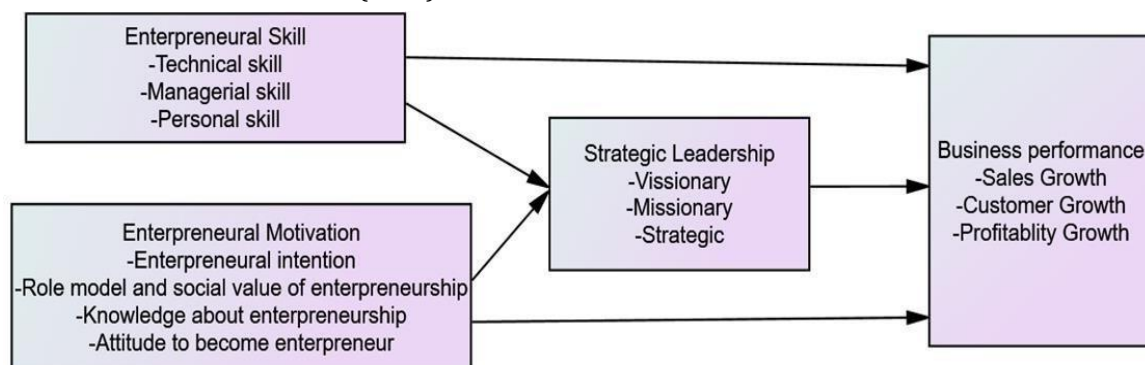 Enterpreneural Skill
-Technical skill
-Managerial skill
-Personal skill
Strategic Leadership
-Vissionary
-Missionary
-Strategic
Business performance
-Sales Growth
-Customer Growth
-Profitablity Growth
Enterpreneural Motivation
-Enterpreneural intention
-Role model and social value of enterpreneurship
-Knowledge about enterpreneurship
-Attitude to become enterpreneur